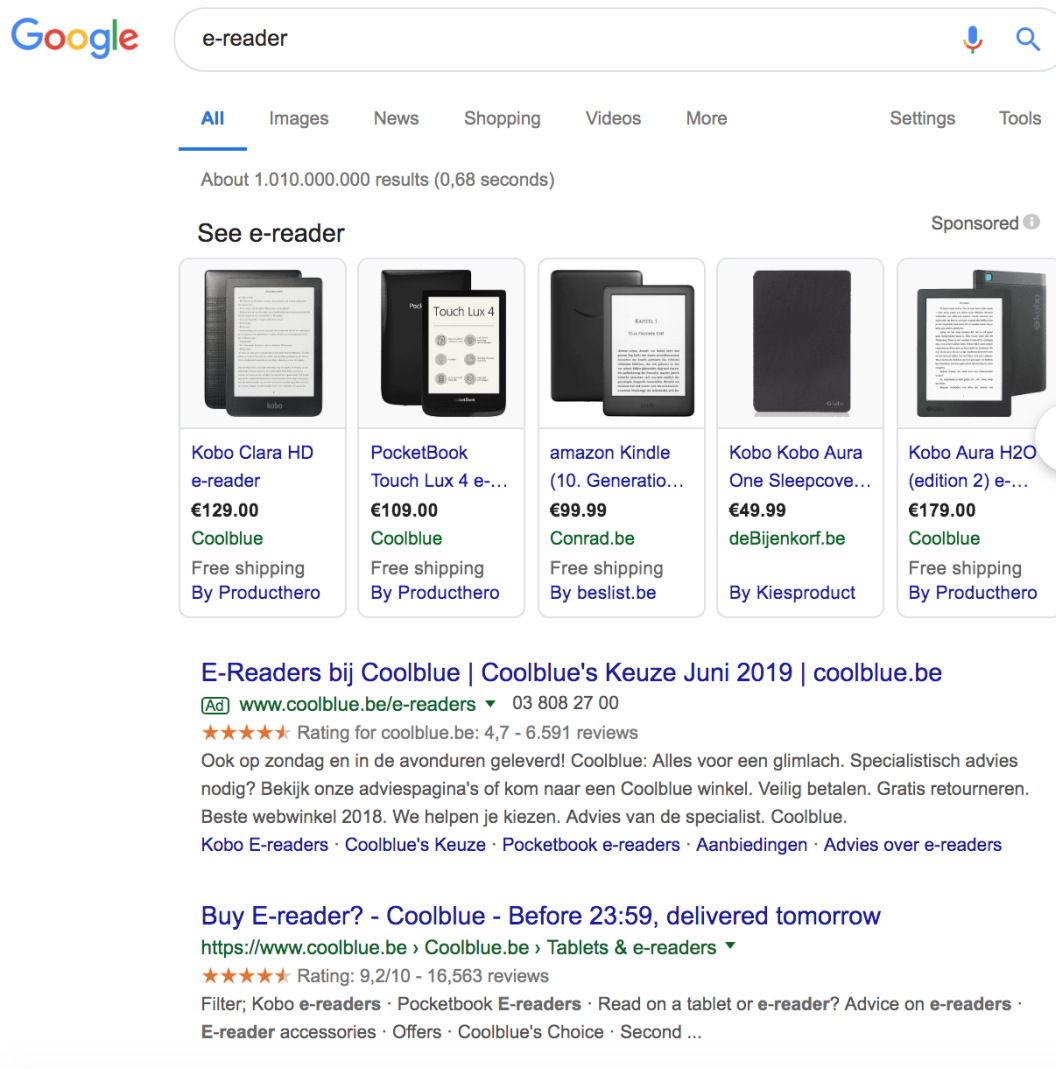 Google
e-reader
All Images News Shopping Videos More Settings Tools
About 1.010.000.000 results (0,68 seconds)
See e-reader
Sponsored
Touch Lux 4
kobo
KAPITEL 1
Kobo Clara HD
e-reader
€129.00
Coolblue
Free shipping
By Producthero
PocketBook
Touch Lux 4 e-...
€109.00
Coolblue
Free shipping
By Producthero
amazon Kindle
(10. Generatio...
€99.99
Conrad.be
Free shipping
By beslist.be
Kobo Kobo Aura
One Sleepcove...
€49.99
deBijenkorf.be
By Kiesproduct
Kobo Aura H2O
(edition 2) e-...
€179.00
Coolblue
Free shipping
By Producthero
E-Readers bij Coolblue | Coolblue's Keuze Juni 2019 | coolblue.be
Ad www.coolblue.be/e-readers 03 808 27 00
Rating for coolblue.be: 4,7 - 6.591 reviews
Ook op zondag en in de avonduren geleverd! Coolblue: Alles voor een glimlach. Specialistisch advies
nodig? Bekijk onze adviespagina's of kom naar een Coolblue winkel. Veilig betalen. Gratis retourneren.
Beste webwinkel 2018. We helpen je kiezen. Advies van de specialist. Coolblue.
Kobo E-readers · Coolblue's Keuze · Pocketbook e-readers · Aanbiedingen · Advies over e-readers
Buy E-reader? - Coolblue - Before 23:59, delivered tomorrow
https://www.coolblue.be › Coolblue.be › Tablets & e-readers
Rating: 9,2/10 - 16,563 reviews
Filter; Kobo e-readers · Pocketbook E-readers · Read on a tablet or e-reader? Advice on e-readers ·
E-reader accessories · Offers · Coolblue's Choice · Second ...